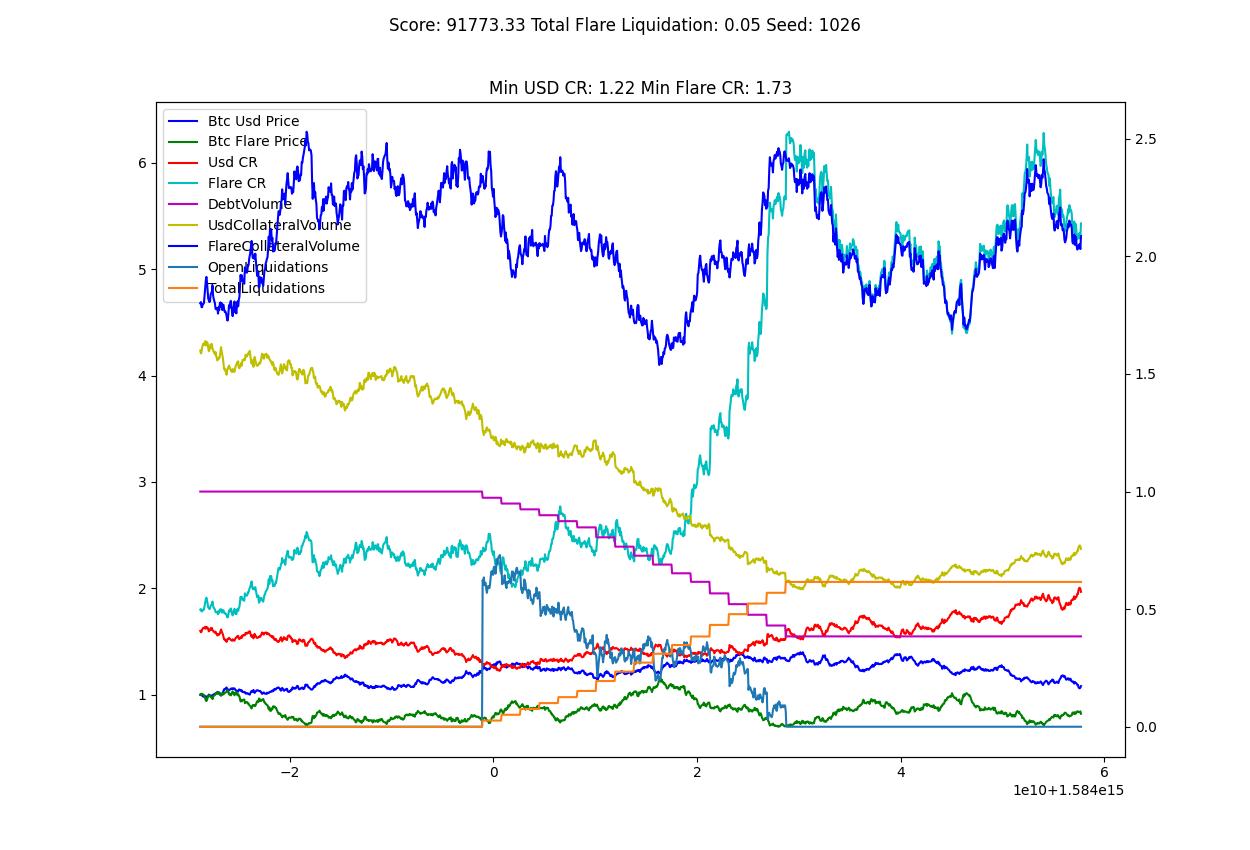 Score: 91773.33 Total Flare Liquidation: 0.05 Seed: 1026
Min USD CR: 1.22 Min Flare CR: 1.73
Btc Usd Price
Btc Flare Price
Usd CR
Flare CR
DebtVolume
UsdCollateralVolume
FlareCollateralVolume
OpenLiquidations
TotalLiquidations
6
5
4
3
2
1
2.5
2.0
1.5
1.0
0.5
0.0
−2
0
2
4
6
1e10+1.584e15